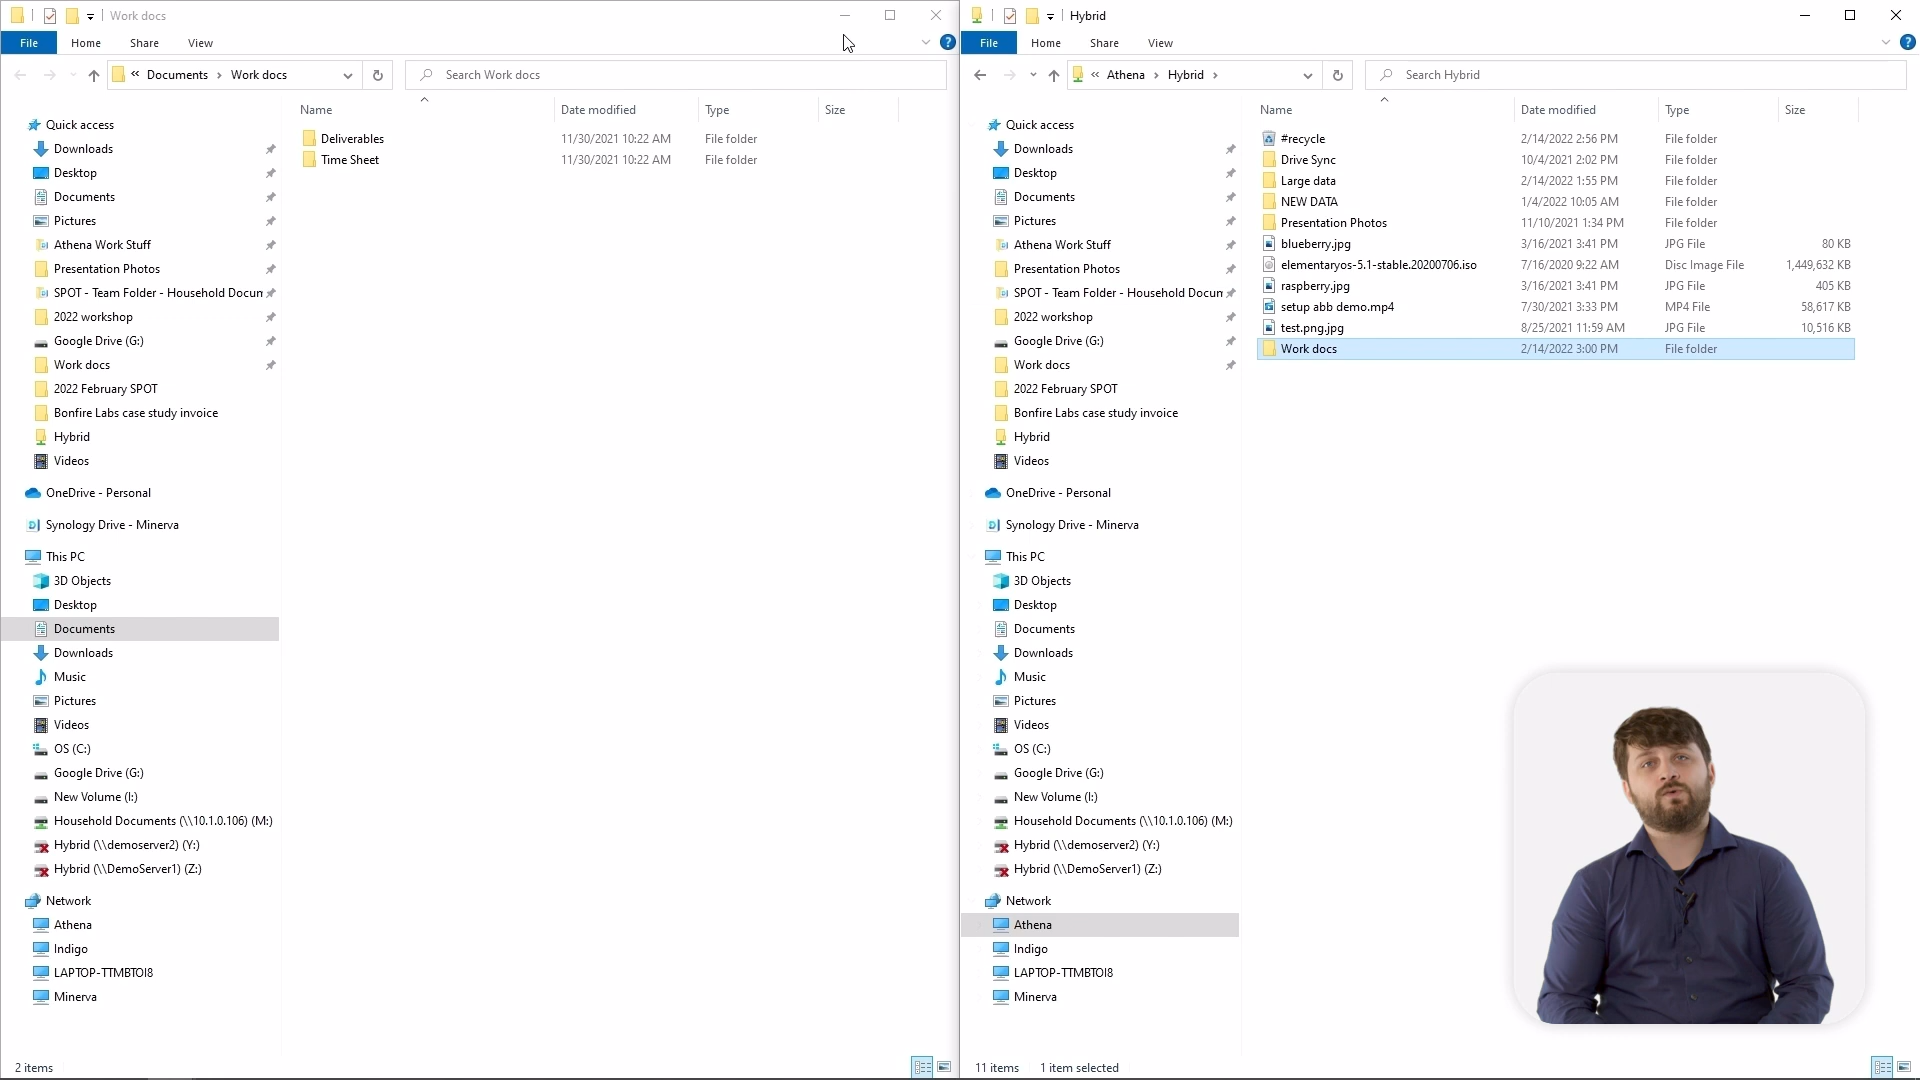 Work docs
File Home Share View
« Documents › Work docs
Search Work docs
Name Date modified Type Size
Deliverables 11/30/2021 10:22 AM File folder
Time Sheet 11/30/2021 10:22 AM File folder
Quick access
Downloads
Desktop
Documents
Pictures
Athena Work Stuff
Presentation Photos
SPOT - Team Folder - Household Docum
2022 workshop
Google Drive (G:)
Work docs
2022 February SPOT
Bonfire Labs case study invoice
Hybrid
Videos
OneDrive - Personal
Synology Drive - Minerva
This PC
3D Objects
Desktop
Documents
Downloads
Music
Pictures
Videos
OS (C:)
Google Drive (G:)
New Volume (I:)
Household Documents (\\10.1.0.106) (M:)
Hybrid (\\demoserver2) (Y:)
Hybrid (\\DemoServer1) (Z:)
Network
Athena
Indigo
LAPTOP-TTMBTOI8
Minerva
2 items
Hybrid
File Home Share View
« Athena › Hybrid ›
Search Hybrid
Name Date modified Type Size
#recycle 2/14/2022 2:56 PM File folder
Drive Sync 10/4/2021 2:02 PM File folder
Large data 2/14/2022 1:55 PM File folder
NEW DATA 1/4/2022 10:05 AM File folder
Presentation Photos 11/10/2021 1:34 PM File folder
blueberry.jpg 3/16/2021 3:41 PM JPG File 80 KB
elementaryos-5.1-stable.20200706.iso 7/16/2020 9:22 AM Disc Image File 1,449,632 KB
raspberry.jpg 3/16/2021 3:41 PM JPG File 405 KB
setup abb demo.mp4 7/30/2021 3:33 PM MP4 File 58,617 KB
test.png.jpg 8/25/2021 11:59 AM JPG File 10,516 KB
Work docs 2/14/2022 3:00 PM File folder
Quick access
Downloads
Desktop
Documents
Pictures
Athena Work Stuff
Presentation Photos
SPOT - Team Folder - Household Docum
2022 workshop
Google Drive (G:)
Work docs
2022 February SPOT
Bonfire Labs case study invoice
Hybrid
Videos
OneDrive - Personal
Synology Drive - Minerva
This PC
3D Objects
Desktop
Documents
Downloads
Music
Pictures
Videos
OS (C:)
Google Drive (G:)
New Volume (I:)
Household Documents (\\10.1.0.106) (M:)
Hybrid (\\demoserver2) (Y:)
Hybrid (\\DemoServer1) (Z:)
Network
Athena
Indigo
LAPTOP-TTMBTOI8
Minerva
11 items 1 item selected